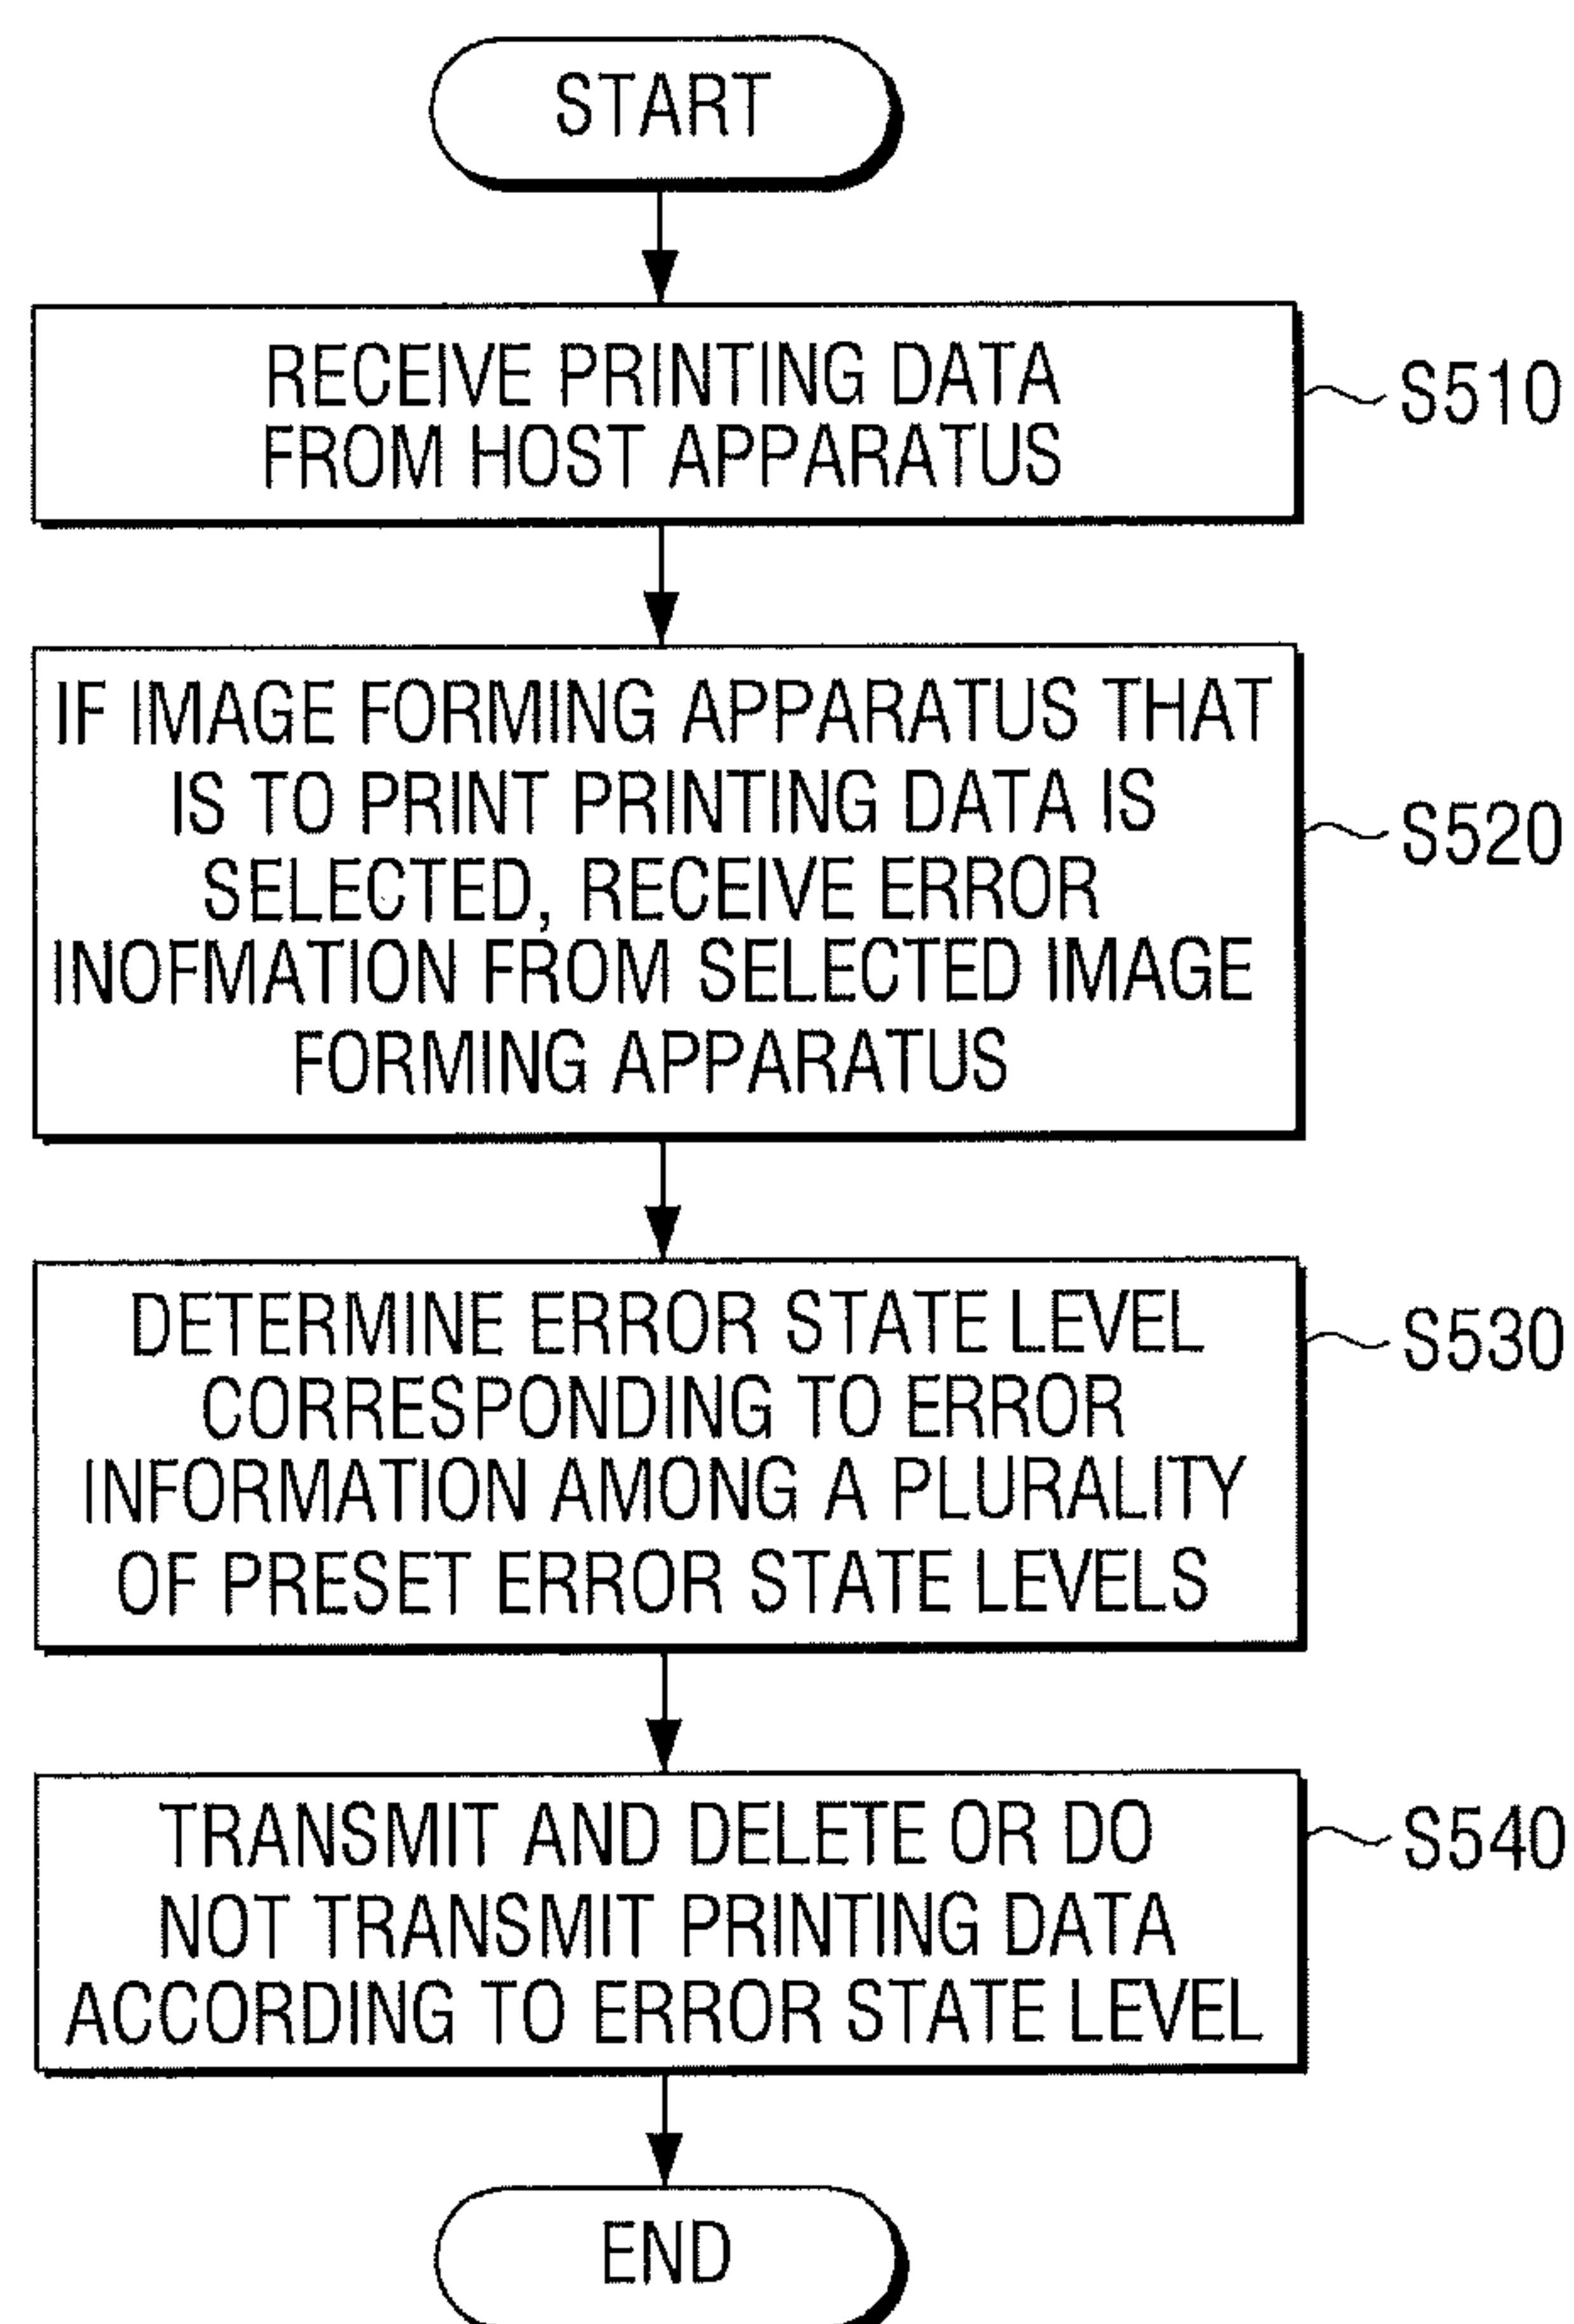 START
RECEIVE PRINTING DATA
FROM HOST APPARATUS
S510
IF IMAGE FORMING APPARATUS THAT
IS TO PRINT PRINTING DATA IS
SELECTED, RECEIVE ERROR
INOFMATION FROM SELECTED IMAGE
FORMING APPARATUS
S520
DETERMINE ERROR STATE LEVEL
CORRESPONDING TO ERROR
INFORMATION AMONG A PLURALITY
OF PRESET ERROR STATE LEVELS
S530
TRANSMIT AND DELETE OR DO
NOT TRANSMIT PRINTING DATA
ACCORDING TO ERROR STATE LEVEL
S540
END